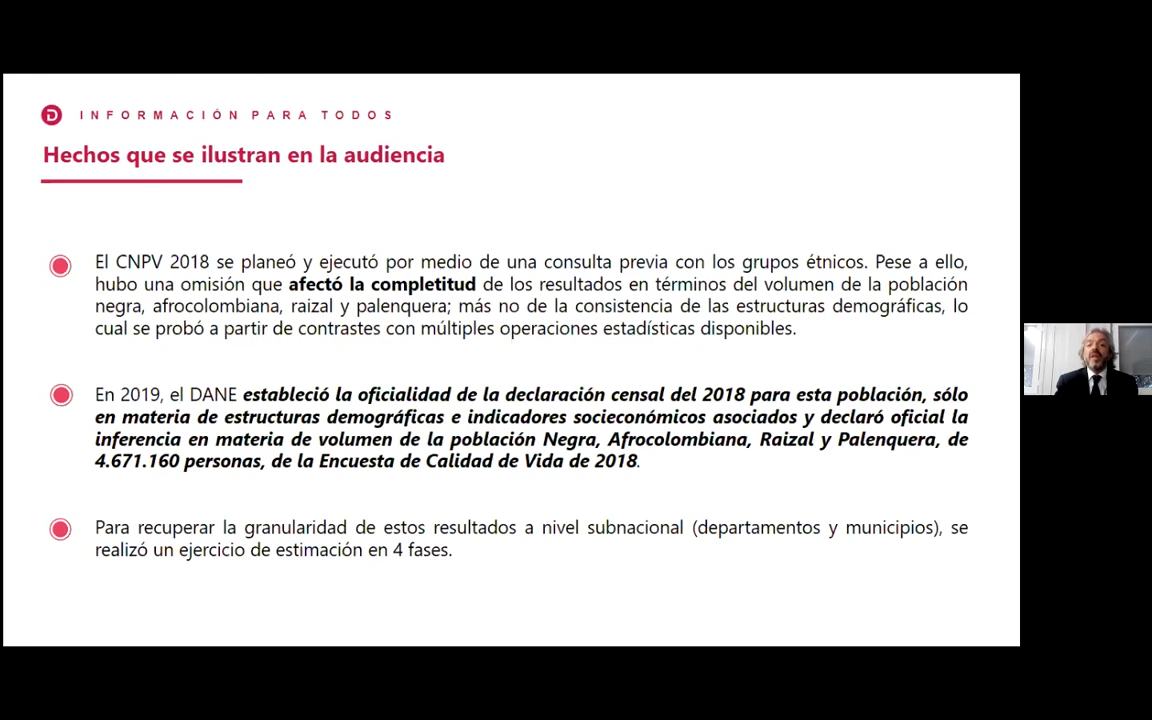 INFORMACIÓN PARA TODOS
Hechos que se ilustran en la audiencia
El CNPV 2018 se planeó y ejecutó por medio de una consulta previa con los grupos étnicos. Pese a ello,
hubo una omisión que afectó la completitud de los resultados en términos del volumen de la población
negra, afrocolombiana, raizal y palenquera; más no de la consistencia de las estructuras demográficas, lo
cual se probó a partir de contrastes con múltiples operaciones estadísticas disponibles.
En 2019, el DANE estableció la oficialidad de la declaración censal del 2018 para esta población, sólo
en materia de estructuras demográficas e indicadores socieconómicos asociados y declaró oficial la
inferencia en materia de volumen de la población Negra, Afrocolombiana, Raizal y Palenquera, de
4.671.160 personas, de la Encuesta de Calidad de Vida de 2018.
Para recuperar la granularidad de estos resultados a nivel subnacional (departamentos y municipios), se
realizó un ejercicio de estimación en 4 fases.